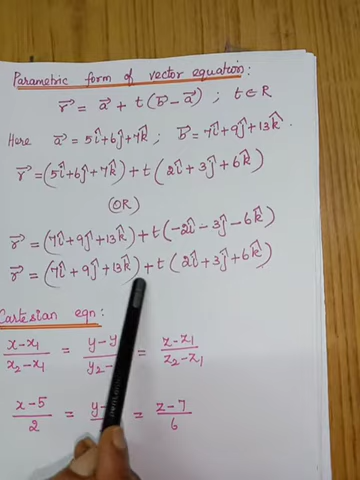 Parametric form of vector equation:
r⃗ = a⃗ + t(b⃗ - a⃗) ; t ∈ R
Here a⃗ = 5î+6ĵ+7k̂, b⃗ = 7î+9ĵ+13k̂.
r⃗ = (5î+6ĵ+7k̂) + t (2î+3ĵ+6k̂)
(OR)
r⃗ = (7î+9ĵ+13k̂) + t(-2î-3ĵ-6k̂)
r⃗ = (7î+9ĵ+13k̂) + t(2î+3ĵ+6k̂)
Cartesian eqn:
(x-x₁)/(x₂-x₁) = (y-y)/(y₂-) = (z-z₁)/(z₂-z₁)
(x-5)/2 = (y- = (z-7)/6